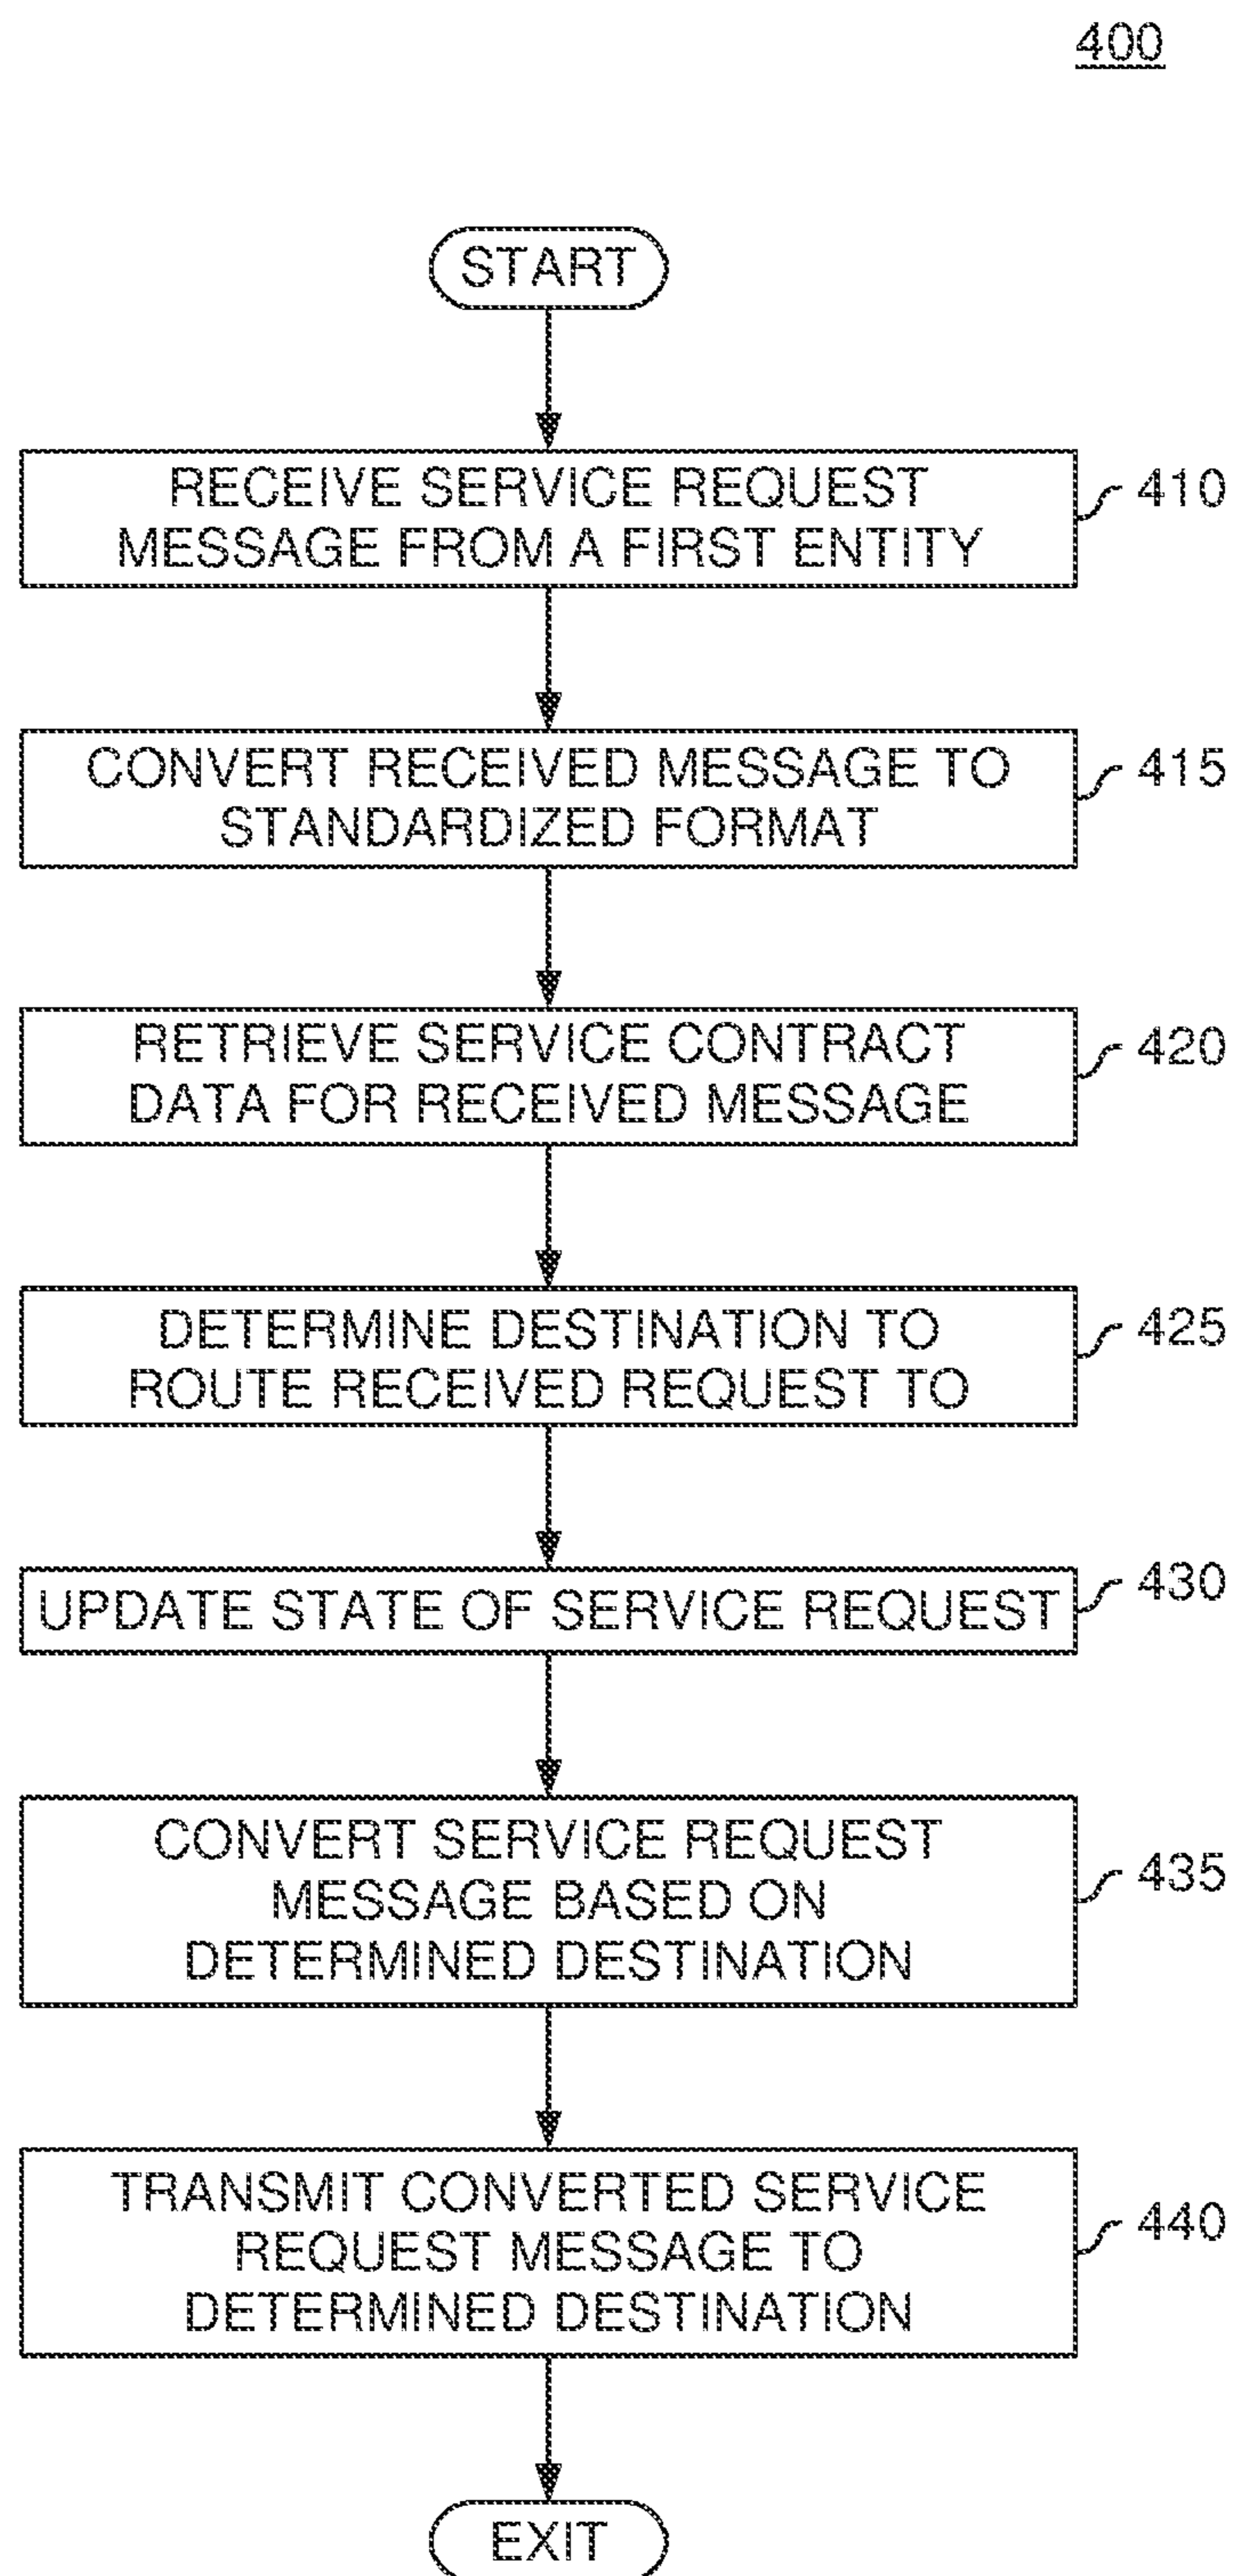 400
START
RECEIVE SERVICE REQUEST
MESSAGE FROM A FIRST ENTITY
410
CONVERT RECEIVED MESSAGE TO
STANDARDIZED FORMAT
415
RETRIEVE SERVICE CONTRACT
DATA FOR RECEIVED MESSAGE
420
DETERMINE DESTINATION TO
ROUTE RECEIVED REQUEST TO
425
UPDATE STATE OF SERVICE REQUEST
430
CONVERT SERVICE REQUEST
MESSAGE BASED ON
DETERMINED DESTINATION
435
TRANSMIT CONVERTED SERVICE
REQUEST MESSAGE TO
DETERMINED DESTINATION
440
EXIT